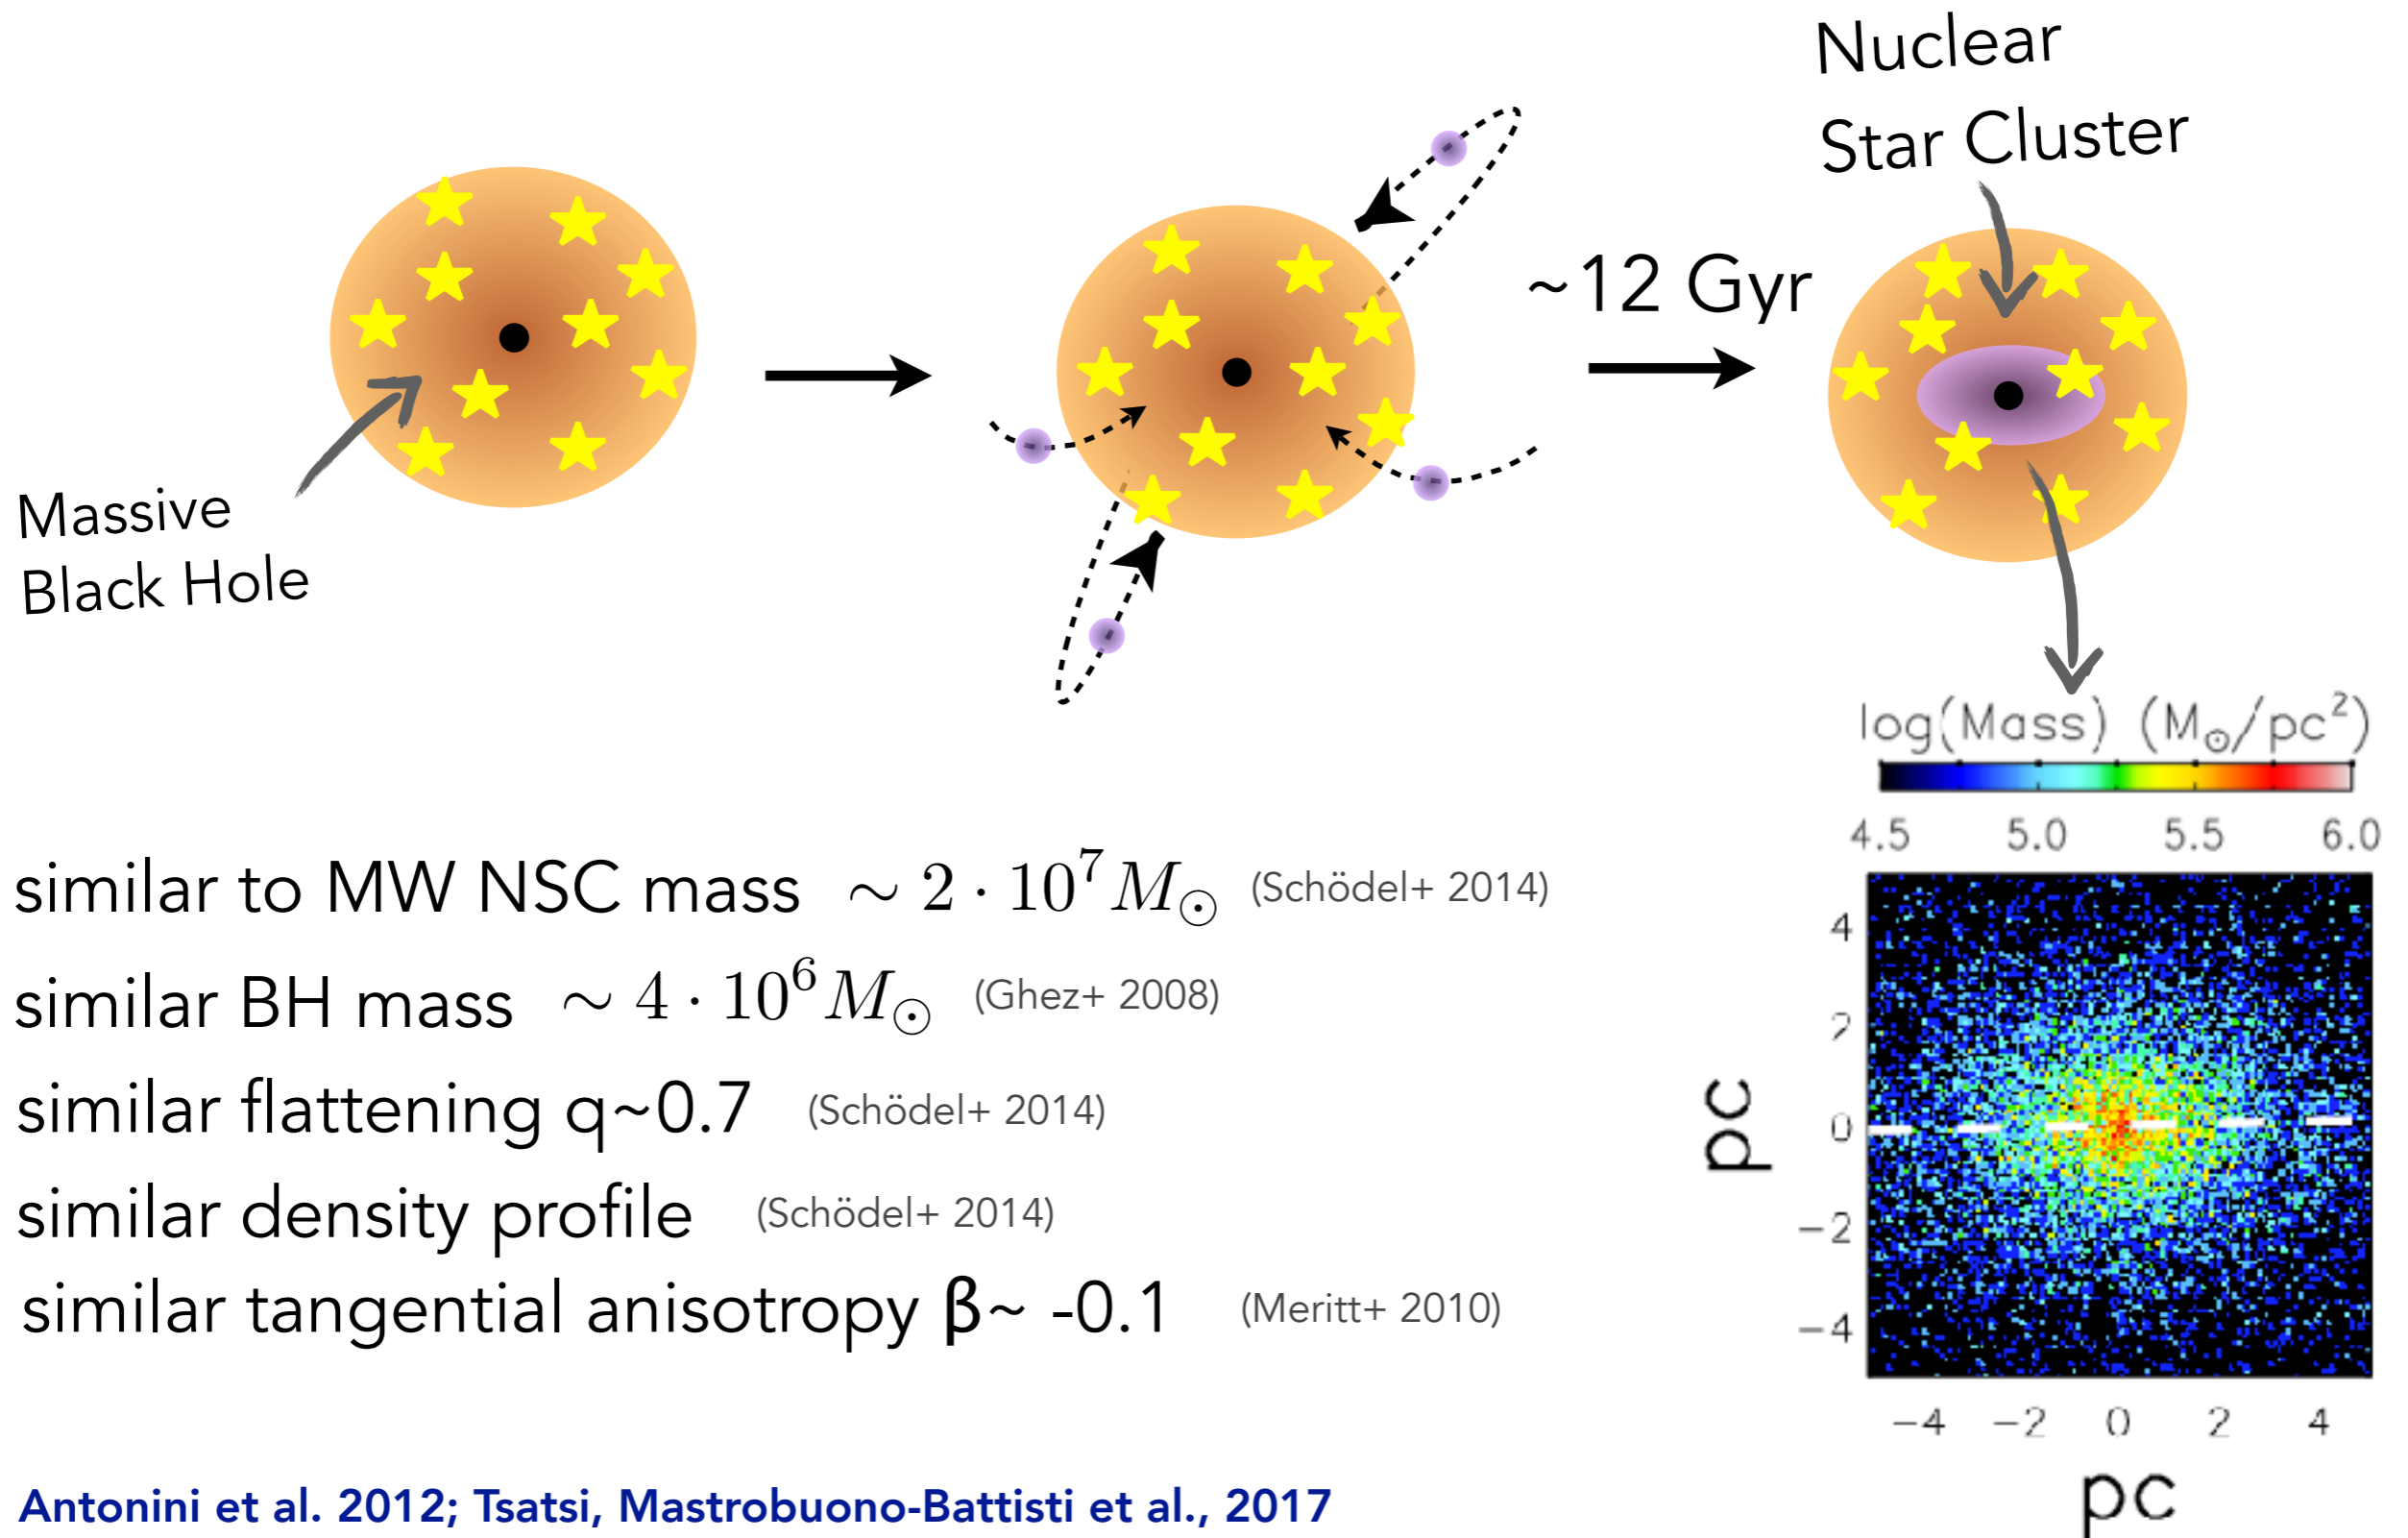 Nuclear
Star Cluster
~12 Gyr
Massive
Black Hole
log(Mass) (M⊙/pc²)
4.5 5.0 5.5 6.0
similar to MW NSC mass ∼ 2 · 10⁷ M⊙ (Schödel+ 2014)
similar BH mass ∼ 4 · 10⁶ M⊙ (Ghez+ 2008)
similar flattening q~0.7 (Schödel+ 2014)
similar density profile (Schödel+ 2014)
similar tangential anisotropy β~ -0.1 (Meritt+ 2010)
pc
4
2
0
−2
−4
−4 −2 0 2 4
pc
Antonini et al. 2012; Tsatsi, Mastrobuono-Battisti et al., 2017